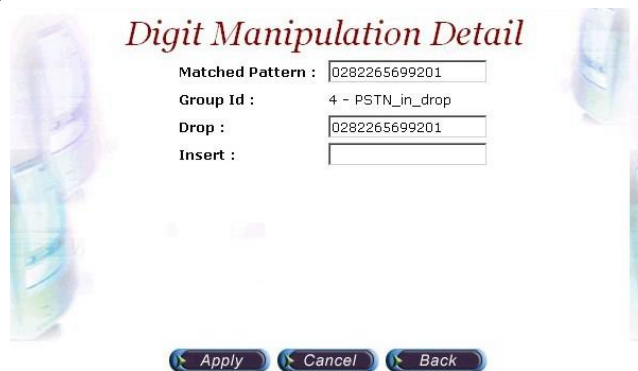 Digit Manipulation Detail
Matched Pattern : 0282265699201
Group Id : 4 - PSTN_in_drop
Drop : 0282265699201
Insert :
Apply Cancel Back